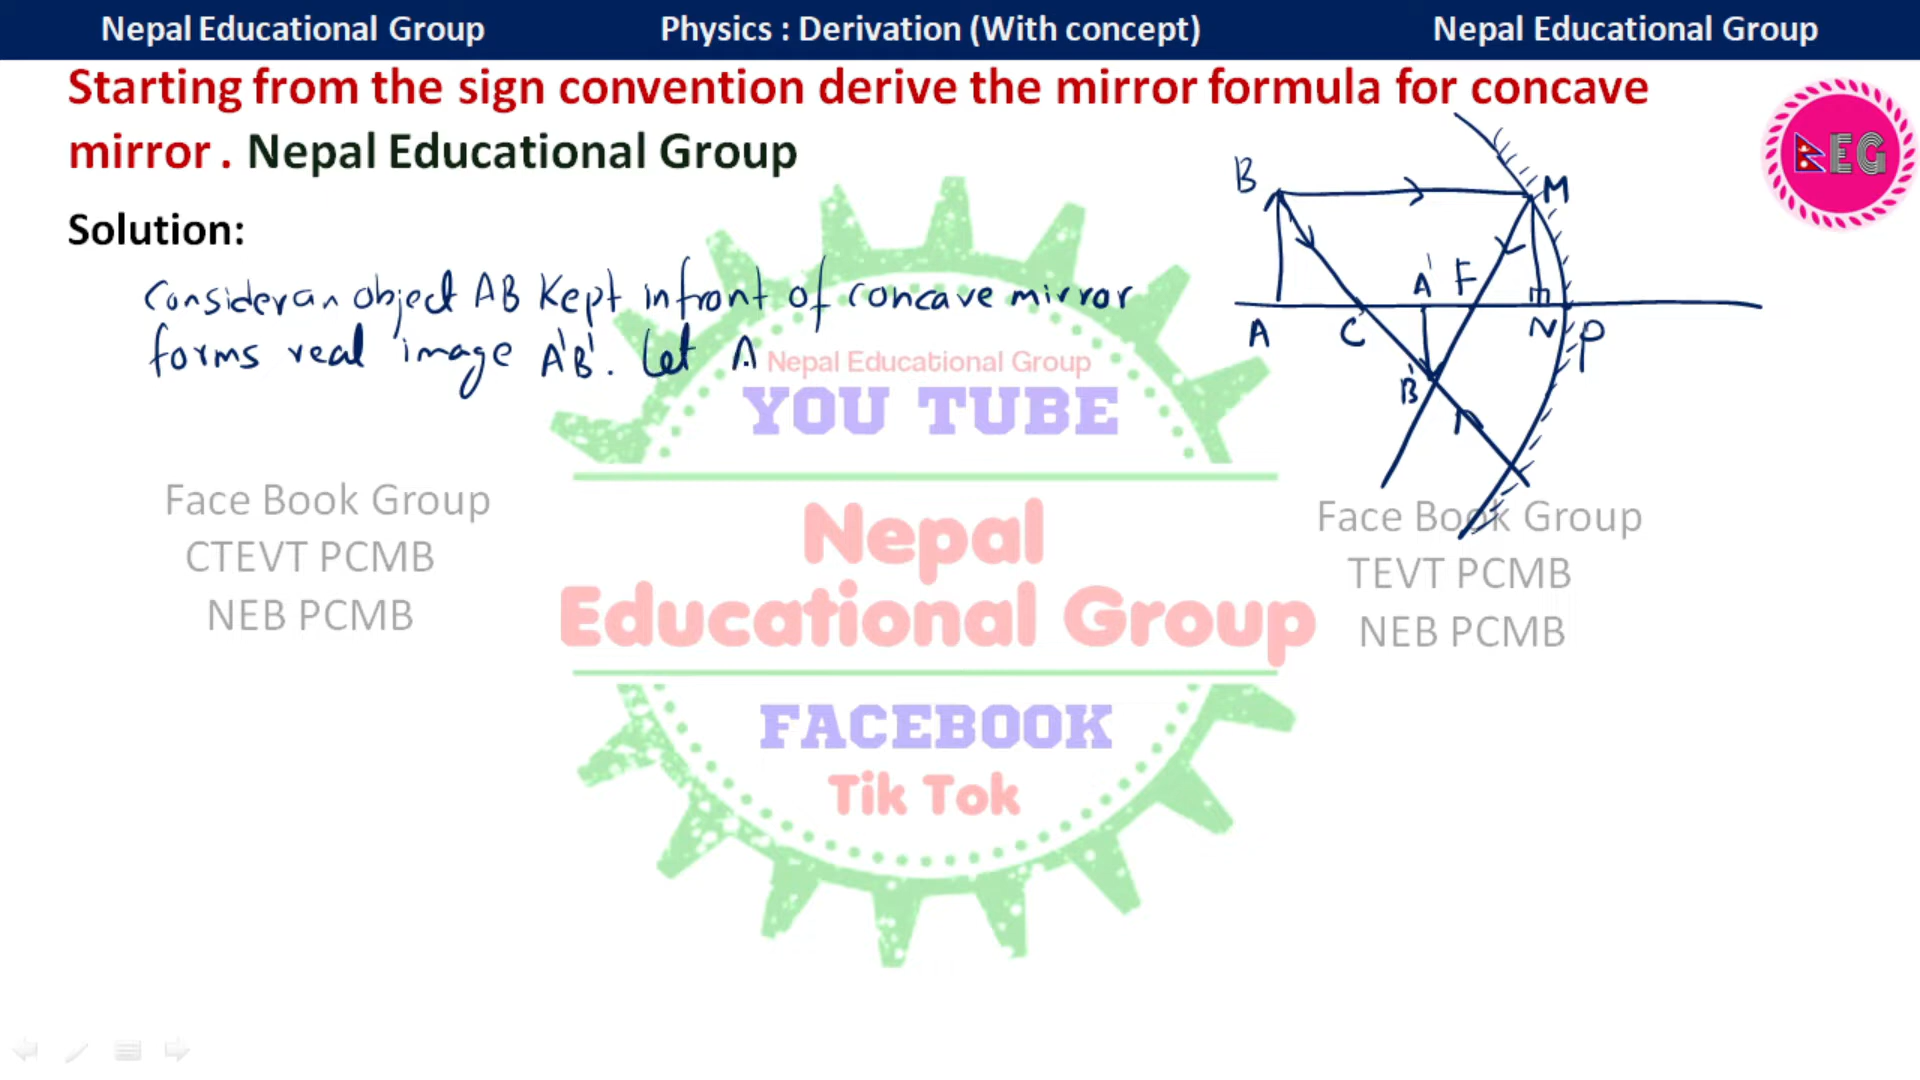 Nepal Educational Group
Physics : Derivation (With concept)
Nepal Educational Group
Starting from the sign convention derive the mirror formula for concave
mirror . Nepal Educational Group
EG
Solution:
Consider an object AB Kept infront of concave mirror
forms real image A'B'. Let A
B
M
A' F
A C N P
B'
Nepal Educational Group
YOU TUBE
Nepal
Educational Group
FACEBOOK
Tik Tok
Face Book Group
CTEVT PCMB
NEB PCMB
Face Book Group
TEVT PCMB
NEB PCMB